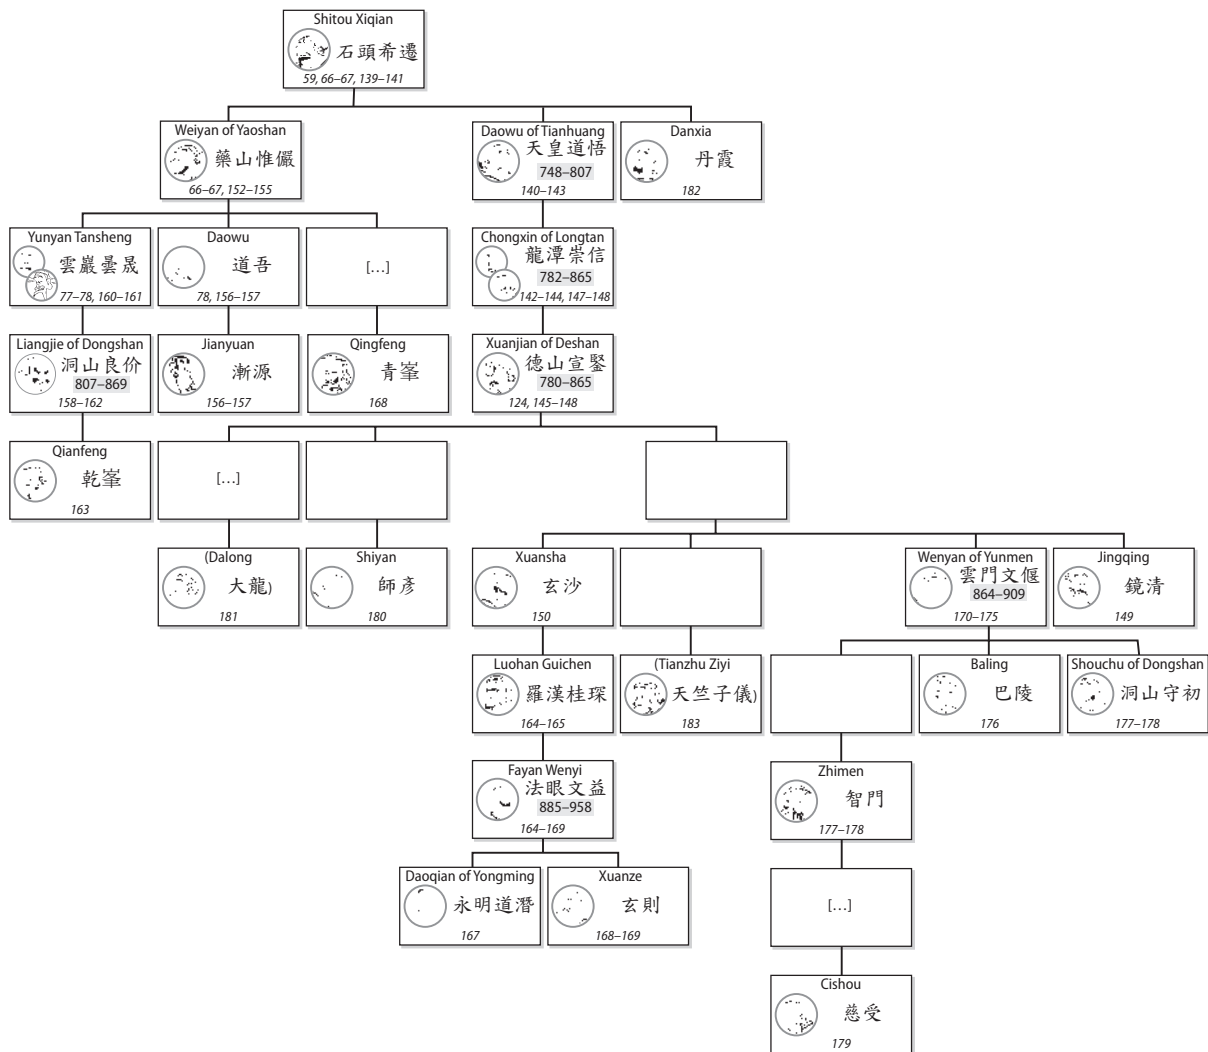 Shitou Xiqian
石頭希遷
59, 66–67, 139–141
Weiyan of Yaoshan
藥山惟儼
66–67, 152–155
Daowu of Tianhuang
天皇道悟
748–807
140–143
Danxia
丹霞
182
Yunyan Tansheng
雲巖曇晟
77–78, 160–161
Daowu
道吾
78, 156–157
[…]
Chongxin of Longtan
龍潭崇信
782–865
142–144, 147–148
Liangjie of Dongshan
洞山良价
807–869
158–162
Jianyuan
漸源
156–157
Qingfeng
青峯
168
Xuanjian of Deshan
德山宣鋻
780–865
124, 145–148
Qianfeng
乾峯
163
[…]
(Dalong
大龍)
181
Shiyan
師彥
180
Xuansha
玄沙
150
Wenyan of Yunmen
雲門文偃
864–909
170–175
Jingqing
鏡清
149
Luohan Guichen
羅漢桂琛
164–165
(Tianzhu Ziyi
天竺子儀)
183
Baling
巴陵
176
Shouchu of Dongshan
洞山守初
177–178
Fayan Wenyi
法眼文益
885–958
164–169
Zhimen
智門
177–178
Daoqian of Yongming
永明道潛
167
Xuanze
玄則
168–169
[…]
Cishou
慈受
179